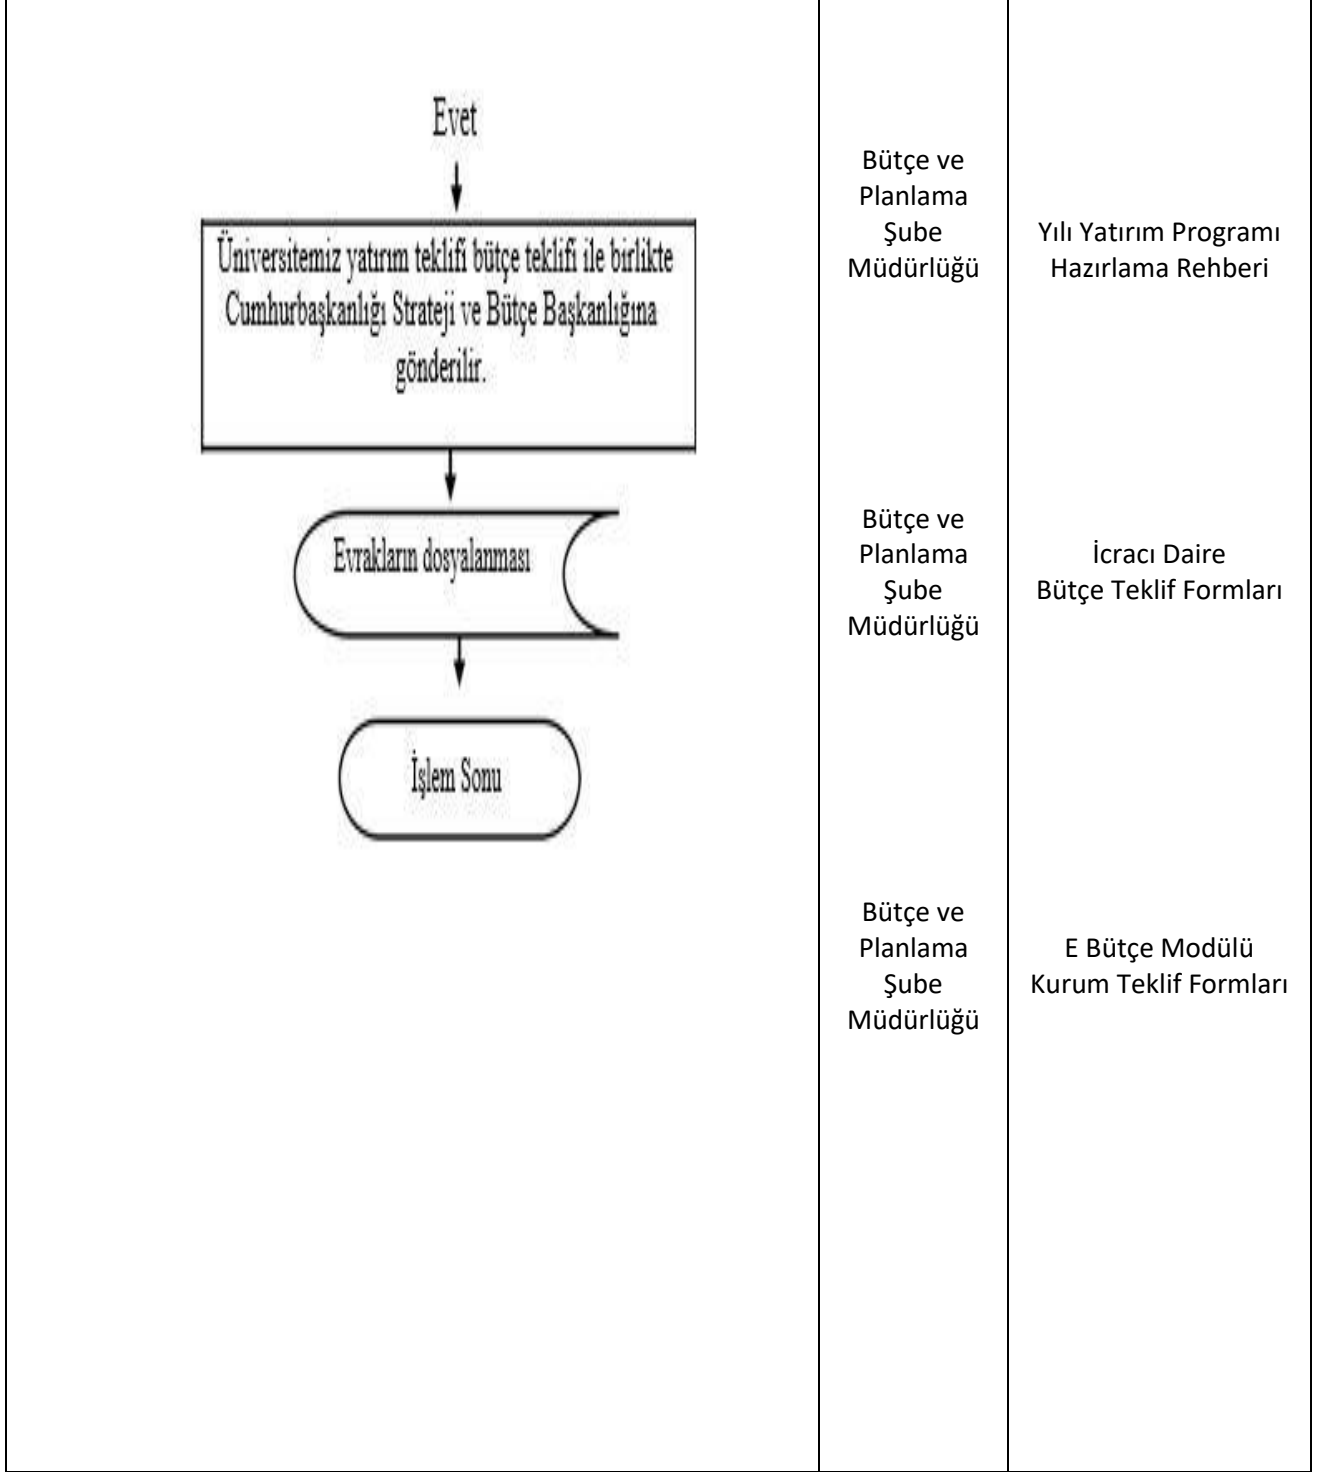 Evet
Üniversitemiz yatırım teklifi bütçe teklifi ile birlikte
Cumhurbaşkanlığı Strateji ve Bütçe Başkanlığına
gönderilir.
Evrakların dosyalanması
İşlem Sonu
Bütçe ve
Planlama
Şube
Müdürlüğü
Bütçe ve
Planlama
Şube
Müdürlüğü
Bütçe ve
Planlama
Şube
Müdürlüğü
Yılı Yatırım Programı
Hazırlama Rehberi
İcracı Daire
Bütçe Teklif Formları
E Bütçe Modülü
Kurum Teklif Formları